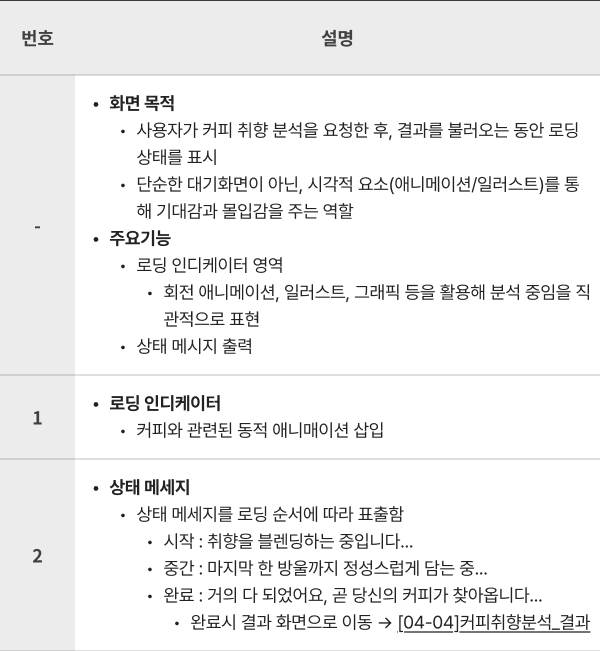 번호 설명
-
• 화면 목적
• 사용자가 커피 취향 분석을 요청한 후, 결과를 불러오는 동안 로딩
상태를 표시
• 단순한 대기화면이 아닌, 시각적 요소(애니메이션/일러스트)를 통
해 기대감과 몰입감을 주는 역할
• 주요기능
• 로딩 인디케이터 영역
• 회전 애니메이션, 일러스트, 그래픽 등을 활용해 분석 중임을 직
관적으로 표현
• 상태 메시지 출력
1
• 로딩 인디케이터
• 커피와 관련된 동적 애니매이션 삽입
2
• 상태 메세지
• 상태 메세지를 로딩 순서에 따라 표출함
• 시작 : 취향을 블렌딩하는 중입니다...
• 중간 : 마지막 한 방울까지 정성스럽게 담는 중...
• 완료 : 거의 다 되었어요, 곧 당신의 커피가 찾아옵니다...
• 완료시 결과 화면으로 이동 → [04-04]커피취향분석_결과